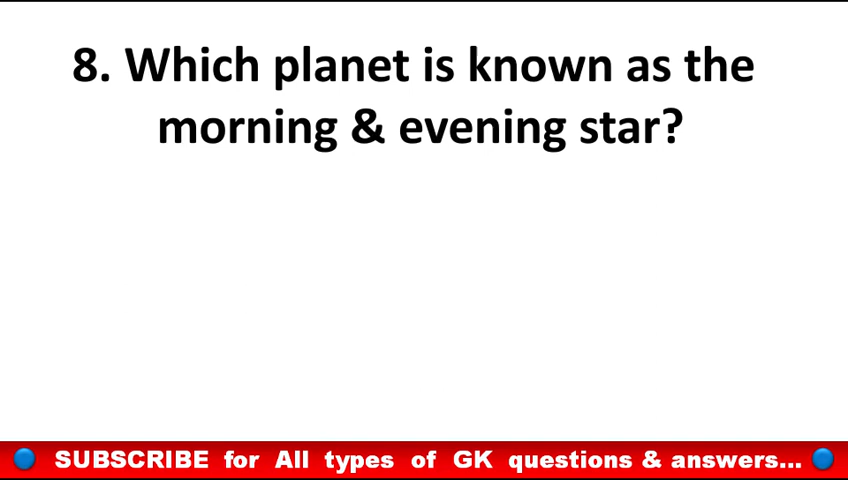 8. Which planet is known as the
morning & evening star?
SUBSCRIBE for All types of GK questions & answers...